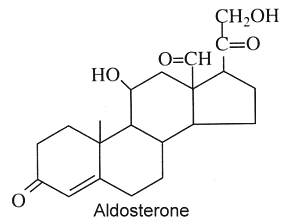 CH₂OH
O=CH C=O
HO
O
Aldosterone